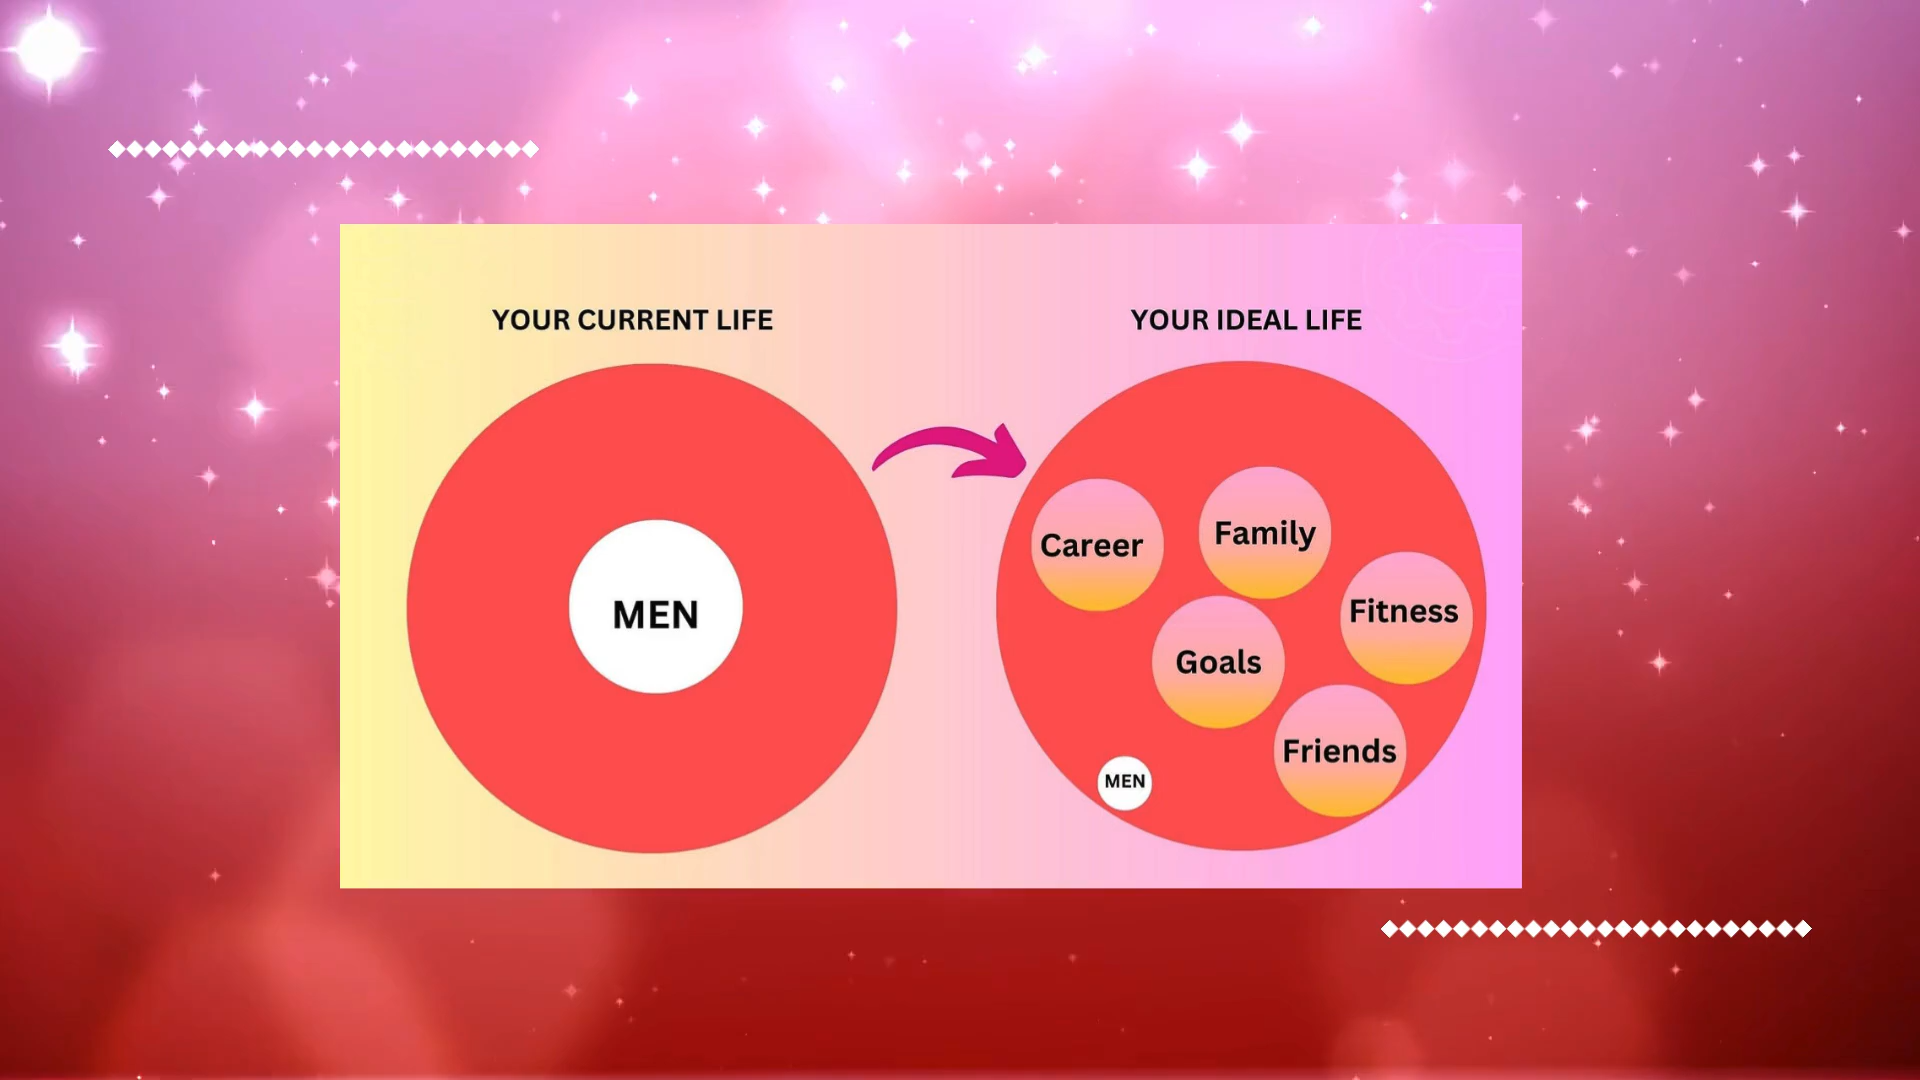 YOUR CURRENT LIFE
YOUR IDEAL LIFE
MEN
Career
Family
Fitness
Goals
Friends
MEN